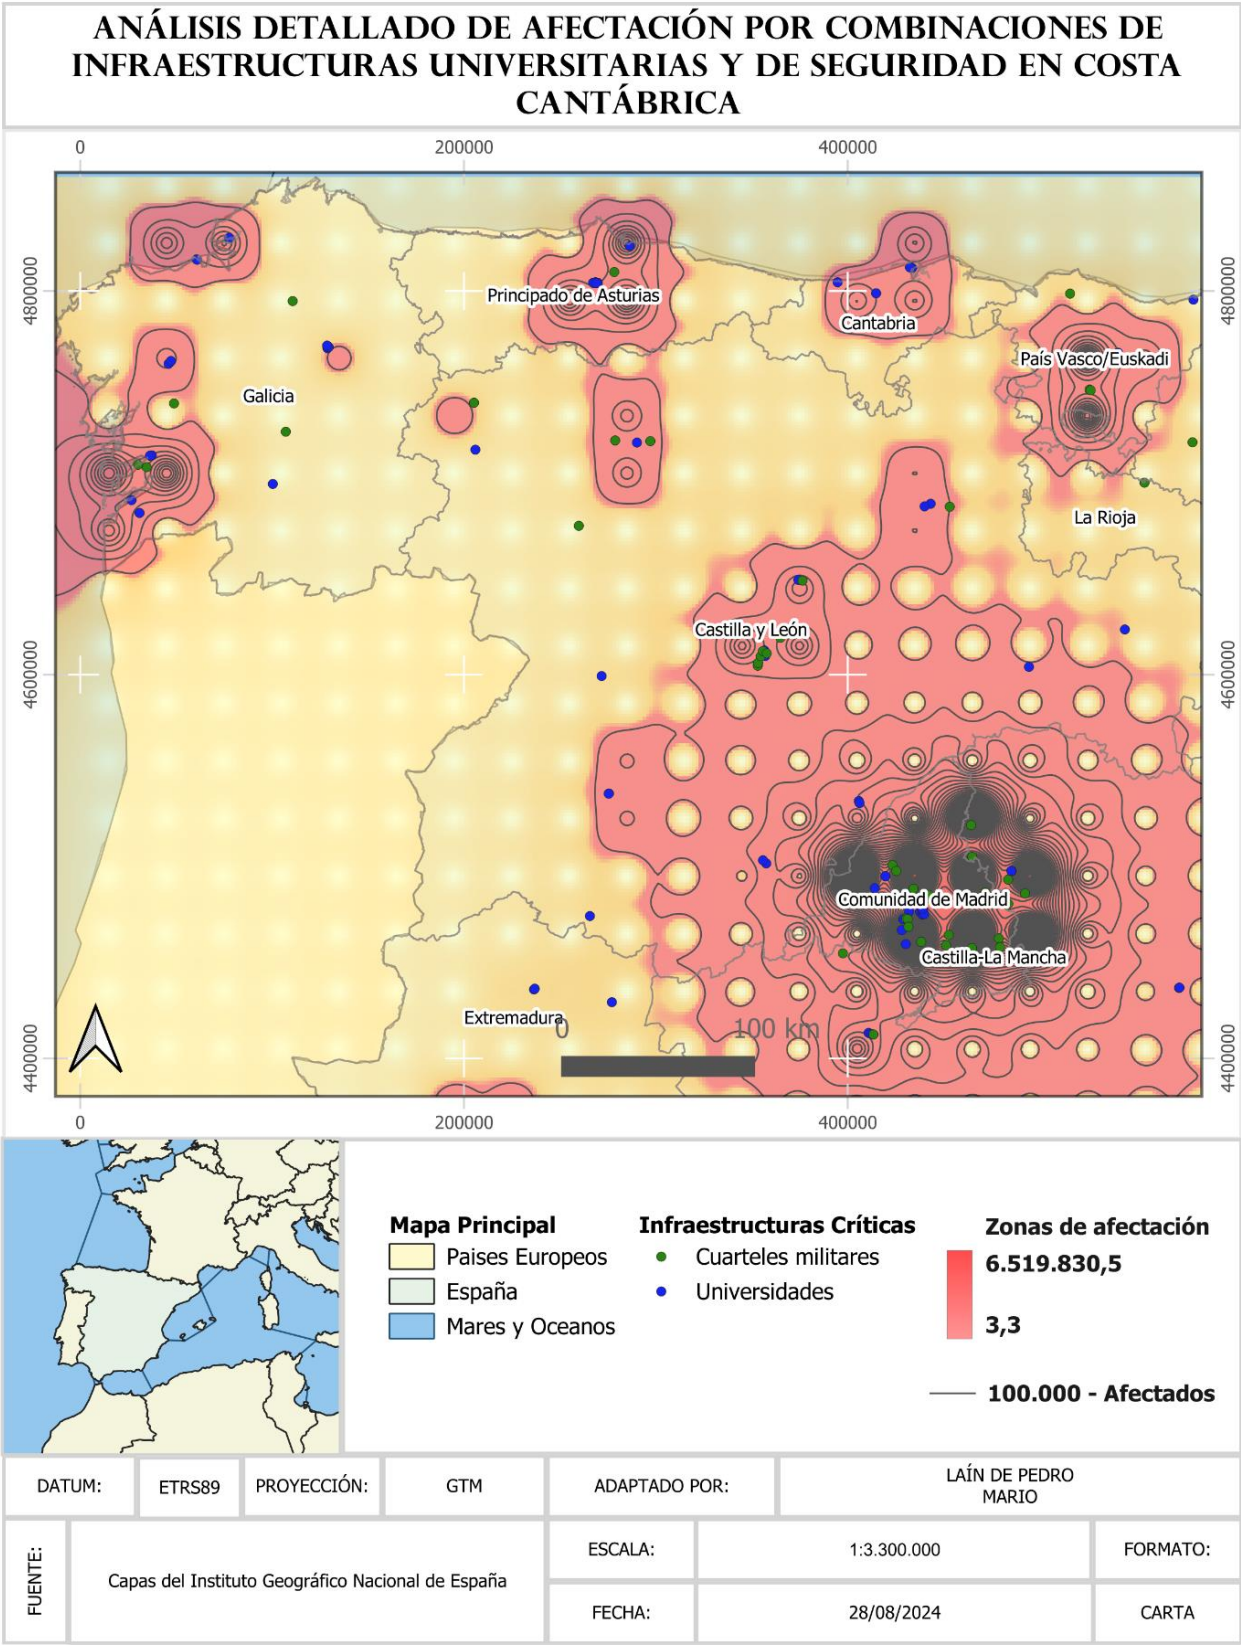 ANÁLISIS DETALLADO DE AFECTACIÓN POR COMBINACIONES DE
INFRAESTRUCTURAS UNIVERSITARIAS Y DE SEGURIDAD EN COSTA
CANTÁBRICA
0
200000
400000
4800000
4800000
Principado de Asturias
Cantabria
País Vasco/Euskadi
Galicia
La Rioja
Castilla y León
4600000
4600000
Comunidad de Madrid
Castilla-La Mancha
Extremadura
0
100 km
4400000
4400000
0
200000
400000
Mapa Principal
Paises Europeos
España
Mares y Oceanos
Infraestructuras Críticas
Cuarteles militares
Universidades
Zonas de afectación
6.519.830,5
3,3
100.000 - Afectados
DATUM:
ETRS89
PROYECCIÓN:
GTM
ADAPTADO POR:
LAÍN DE PEDRO
MARIO
FUENTE:
Capas del Instituto Geográfico Nacional de España
ESCALA:
1:3.300.000
FORMATO:
FECHA:
28/08/2024
CARTA